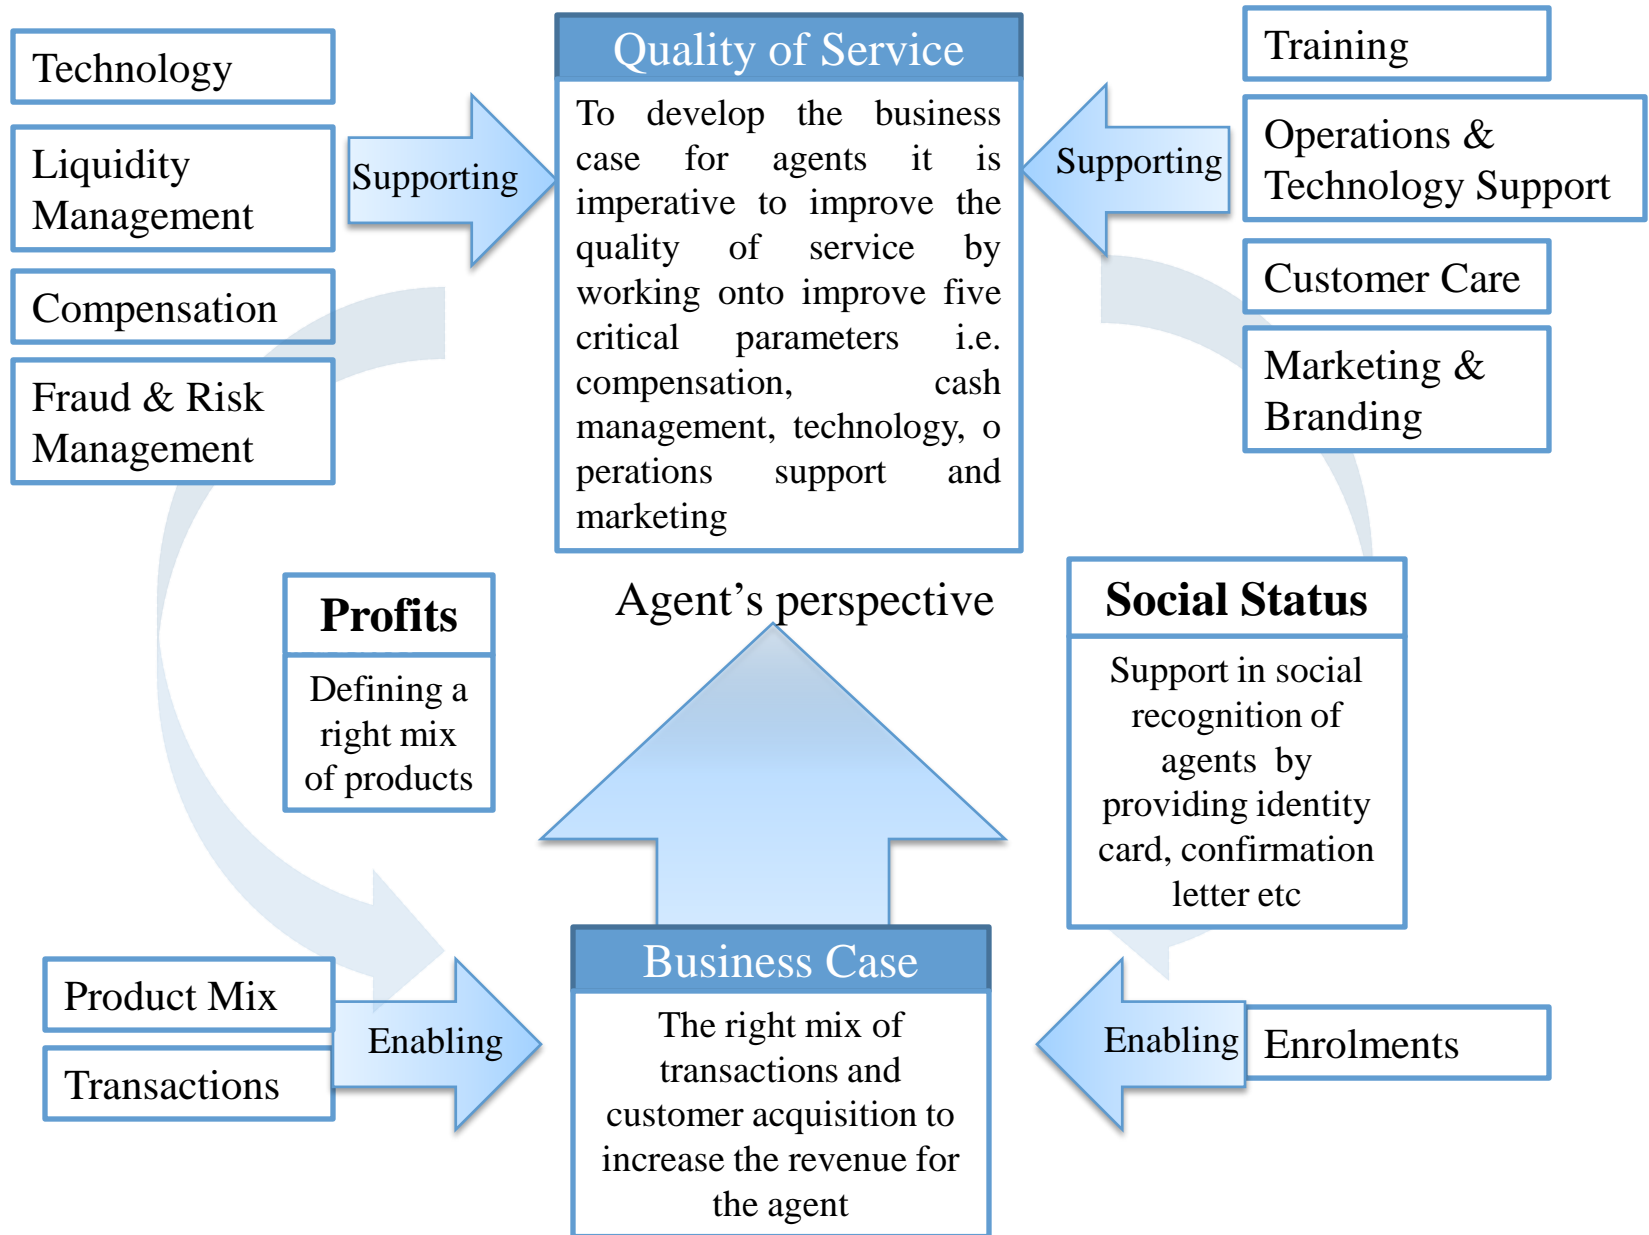 Technology
Liquidity
Management
Compensation
Fraud & Risk
Management
Supporting
Quality of Service
To develop the business
case for agents it is
imperative to improve the
quality of service by
working onto improve five
critical parameters i.e.
compensation, cash
management, technology, o
perations support and
marketing
Supporting
Training
Operations &
Technology Support
Customer Care
Marketing &
Branding
Profits
Defining a
right mix
of products
Agent’s perspective
Social Status
Support in social
recognition of
agents by
providing identity
card, confirmation
letter etc
Product Mix
Transactions
Enabling
Business Case
The right mix of
transactions and
customer acquisition to
increase the revenue for
the agent
Enabling
Enrolments